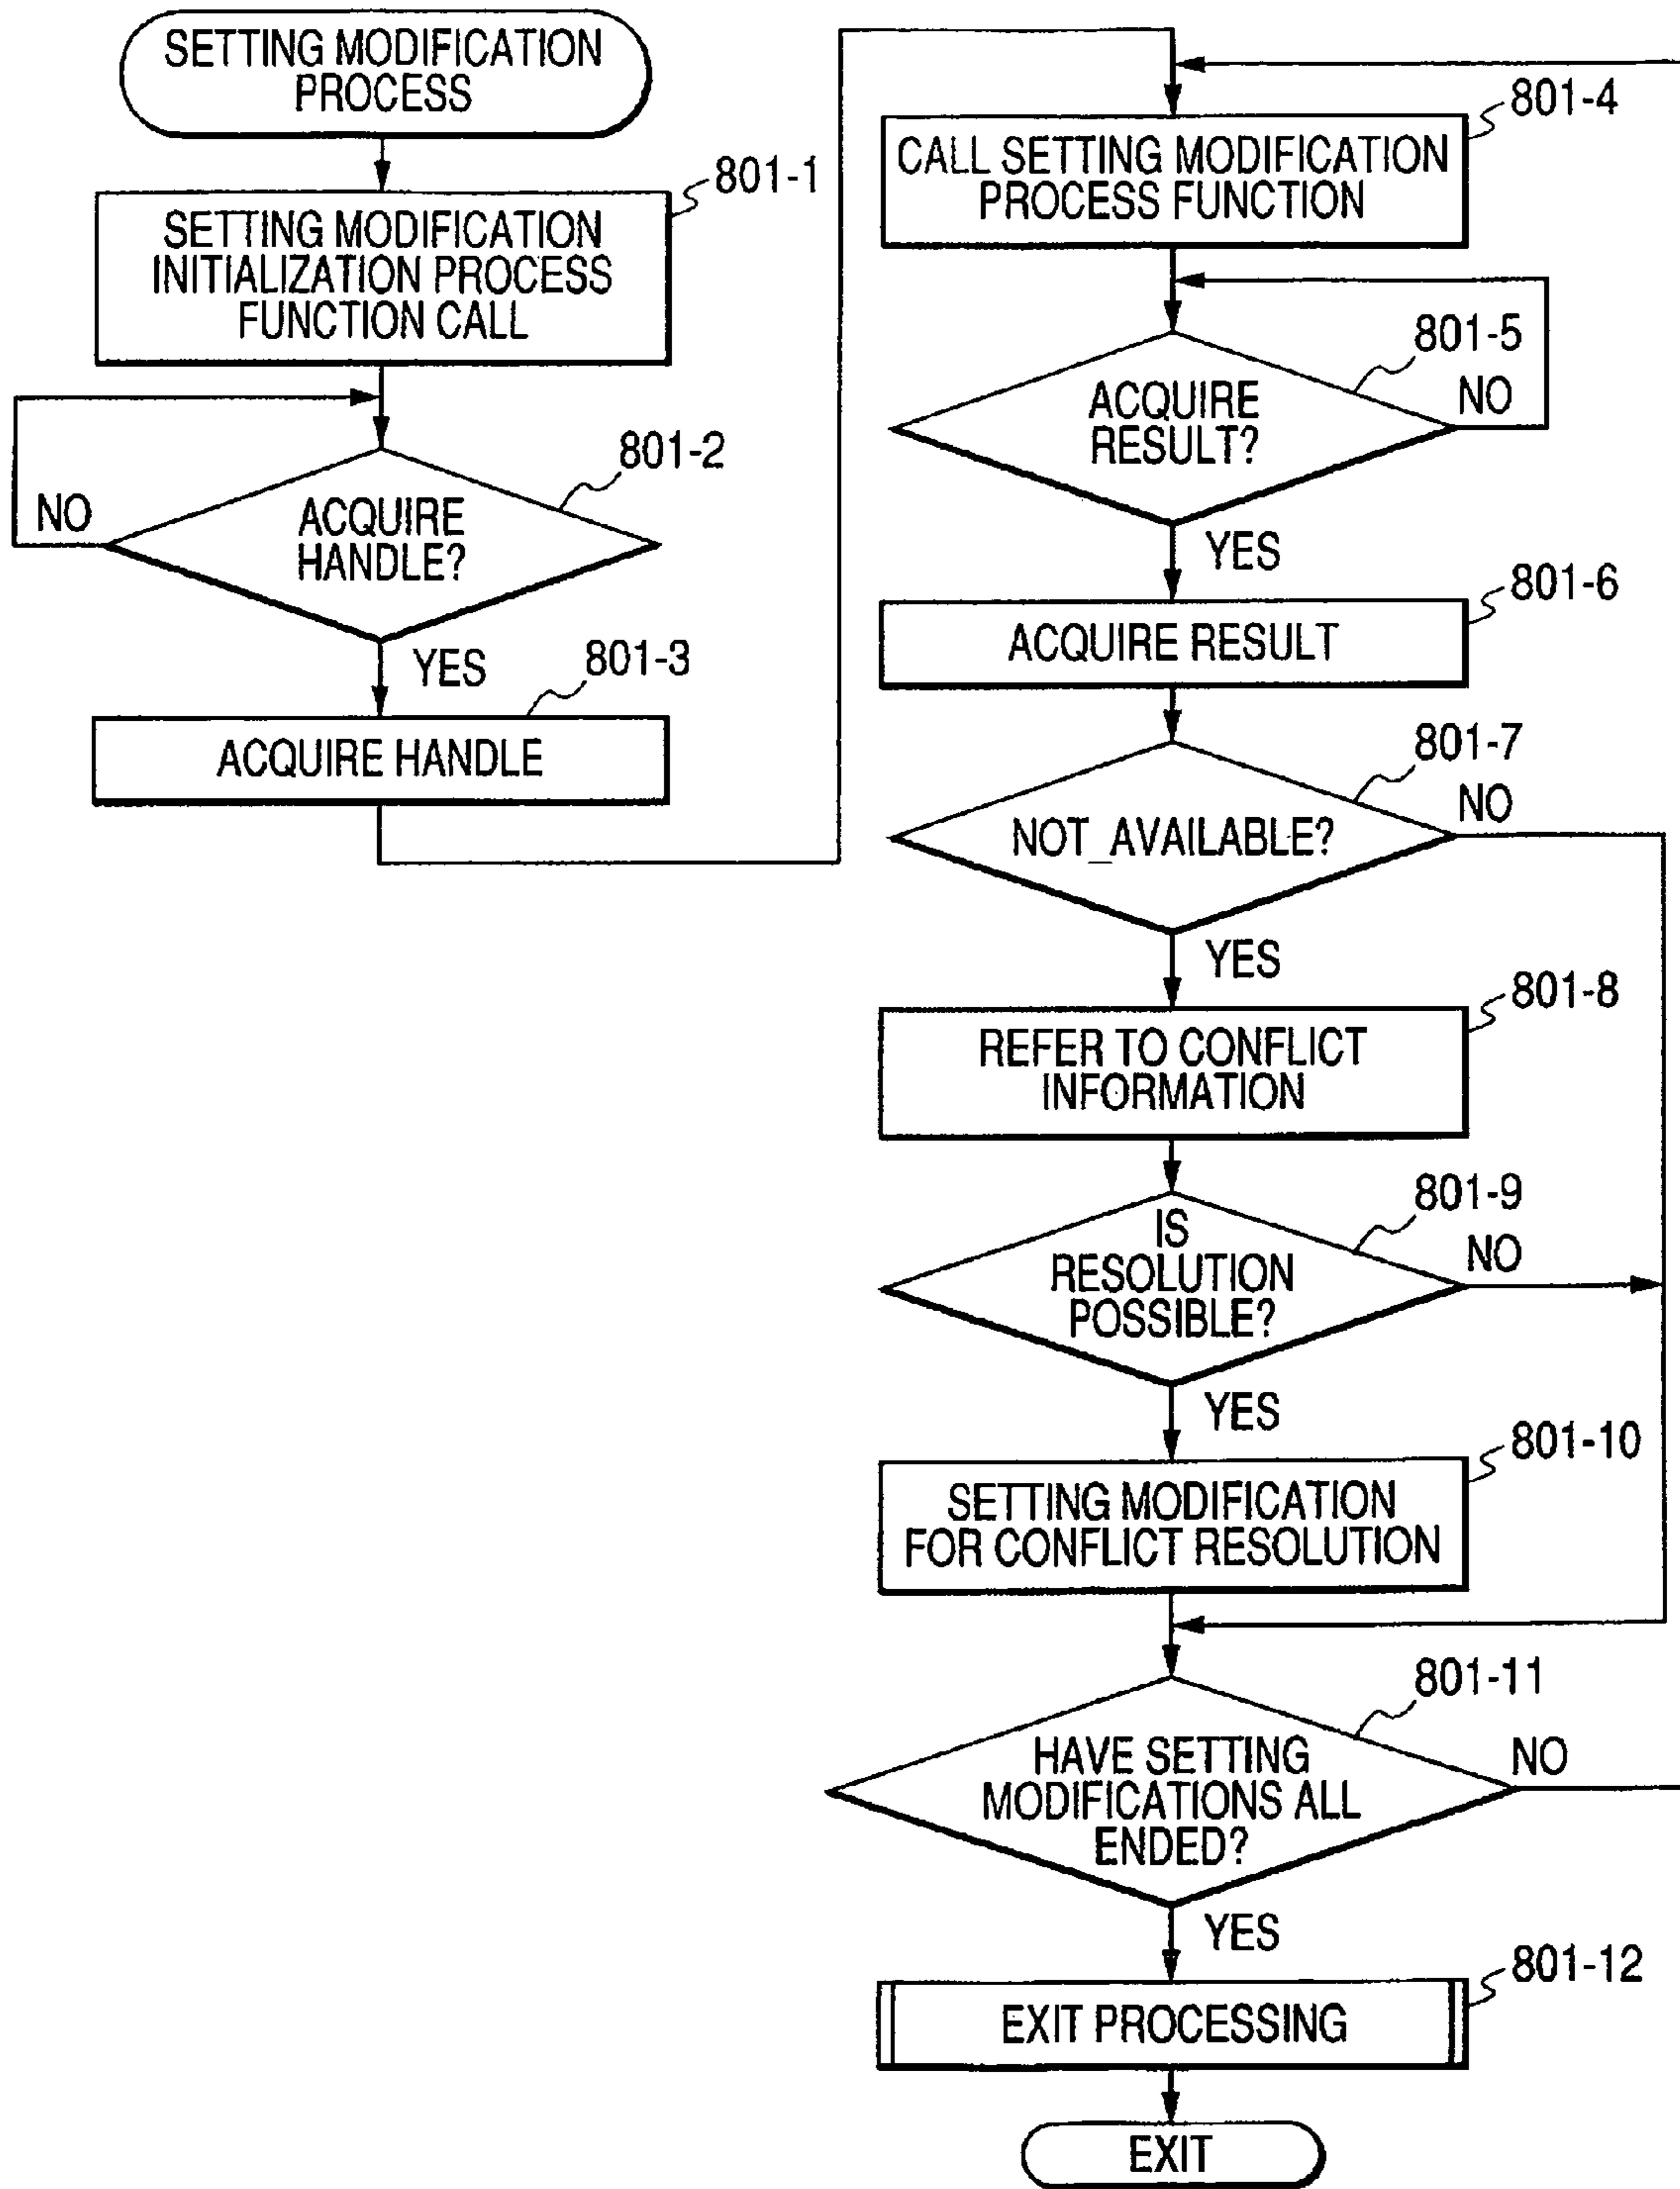 SETTING MODIFICATION
PROCESS
801-1
SETTING MODIFICATION
INITIALIZATION PROCESS
FUNCTION CALL
801-2
NO
ACQUIRE
HANDLE?
YES
801-3
ACQUIRE HANDLE
801-4
CALL SETTING MODIFICATION
PROCESS FUNCTION
801-5
NO
ACQUIRE
RESULT?
YES
801-6
ACQUIRE RESULT
801-7
NO
NOT_AVAILABLE?
YES
801-8
REFER TO CONFLICT
INFORMATION
801-9
NO
IS
RESOLUTION
POSSIBLE?
YES
801-10
SETTING MODIFICATION
FOR CONFLICT RESOLUTION
801-11
NO
HAVE SETTING
MODIFICATIONS ALL
ENDED?
YES
801-12
EXIT PROCESSING
EXIT